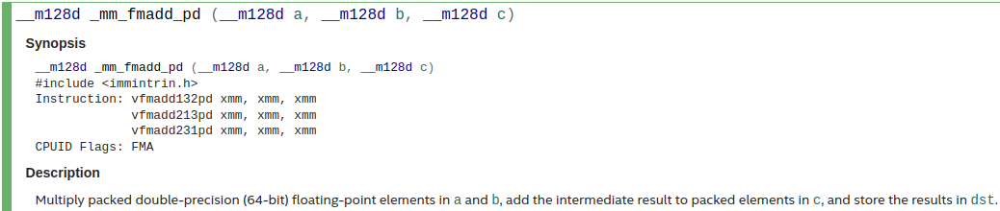 __m128d _mm_fmadd_pd (__m128d a, __m128d b, __m128d c)
Synopsis
__m128d _mm_fmadd_pd (__m128d a, __m128d b, __m128d c)
#include <immintrin.h>
Instruction: vfmadd132pd xmm, xmm, xmm
vfmadd213pd xmm, xmm, xmm
vfmadd231pd xmm, xmm, xmm
CPUID Flags: FMA
Description
Multiply packed double-precision (64-bit) floating-point elements in a and b, add the intermediate result to packed elements in c, and store the results in dst.